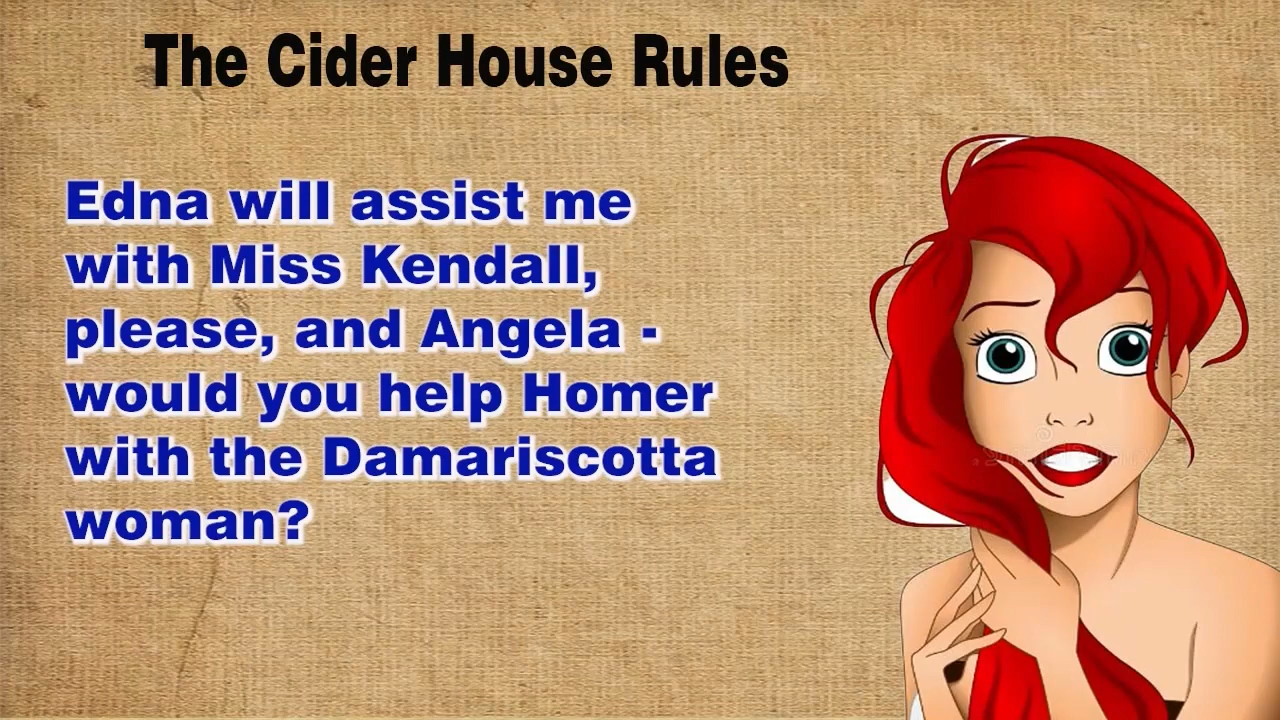 The Cider House Rules
Edna will assist me
with Miss Kendall,
please, and Angela -
would you help Homer
with the Damariscotta
woman?